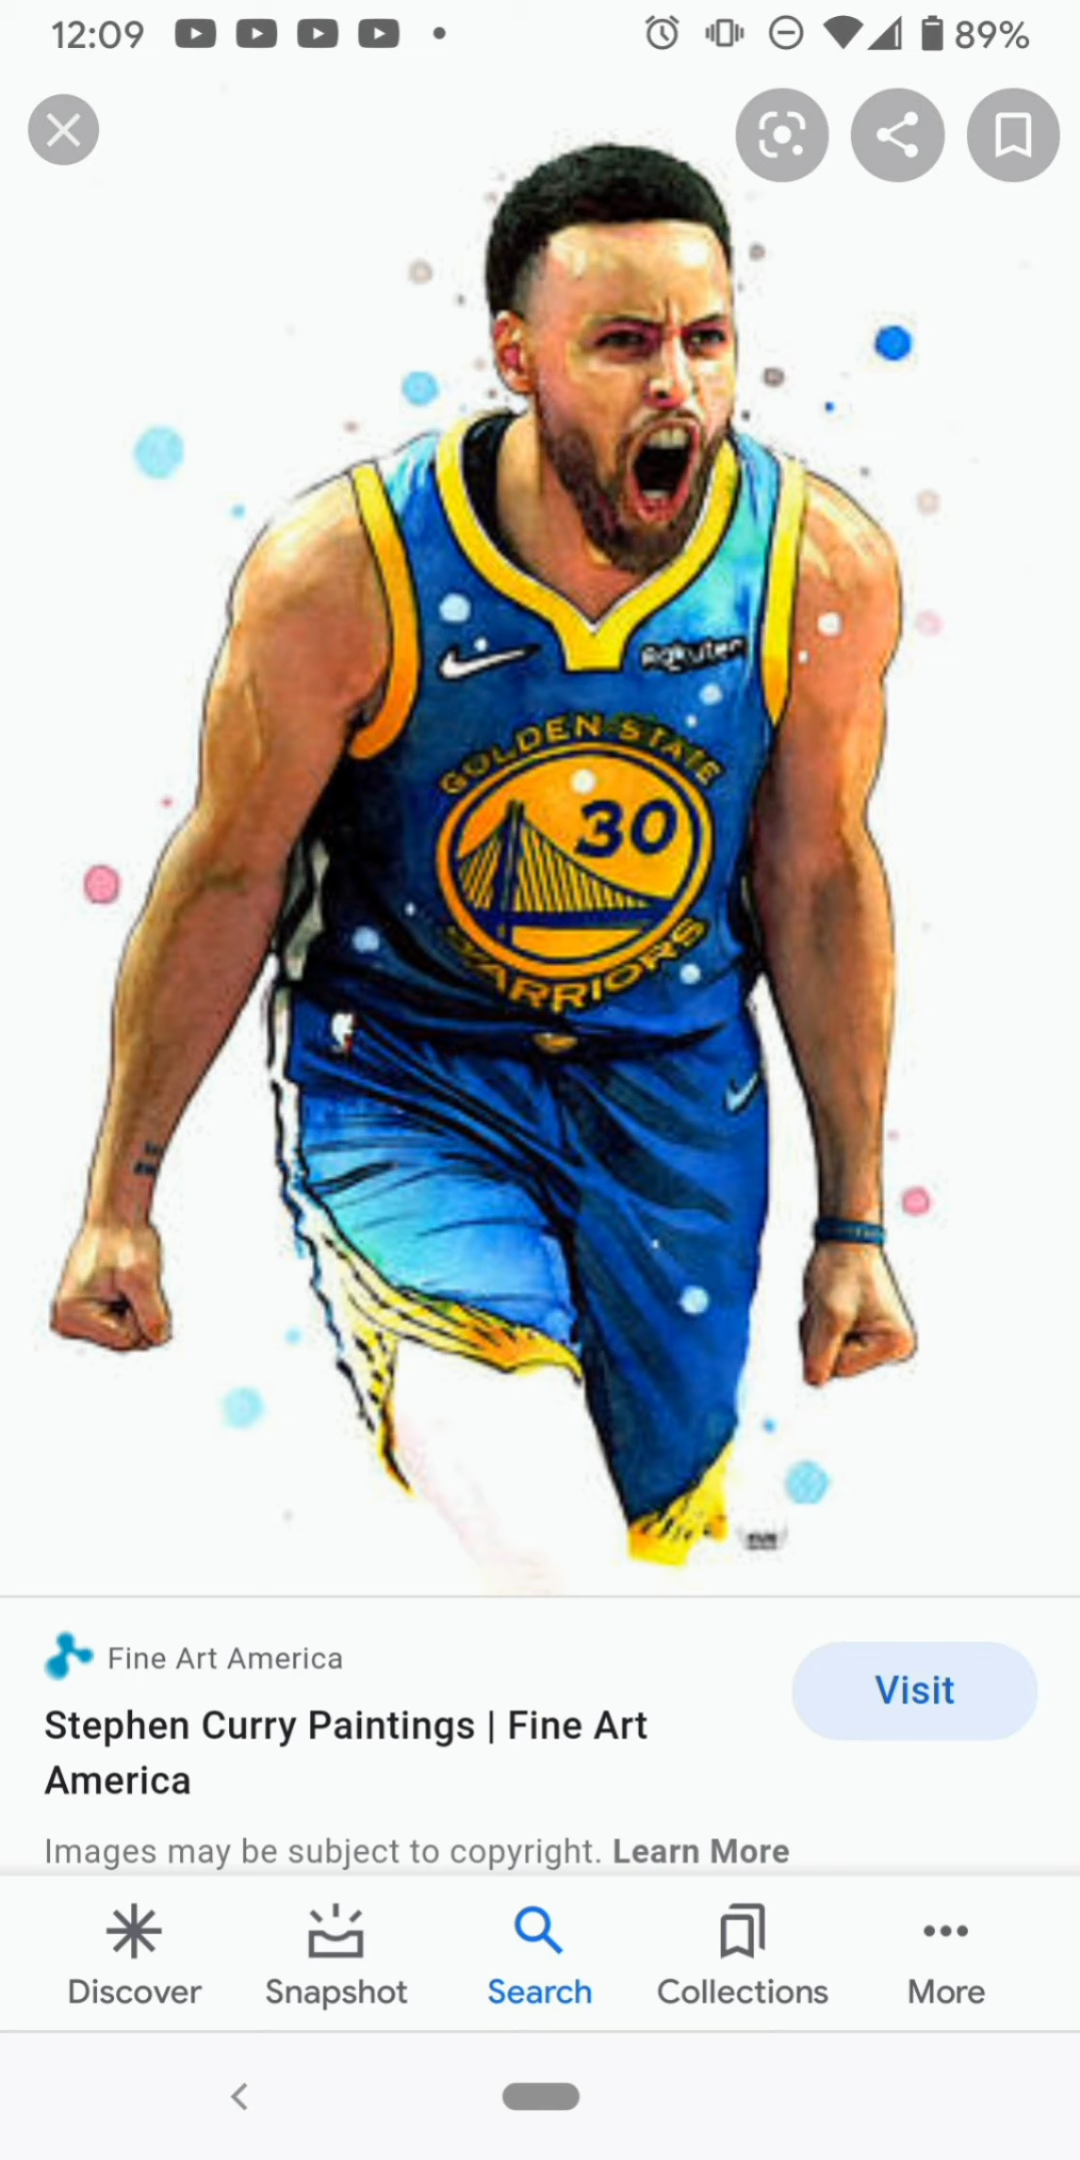 12:09
89%
Rakuten
GOLDEN STATE
30
WARRIORS
Fine Art America
Stephen Curry Paintings | Fine Art
America
Visit
Images may be subject to copyright. Learn More
Discover
Snapshot
Search
Collections
More